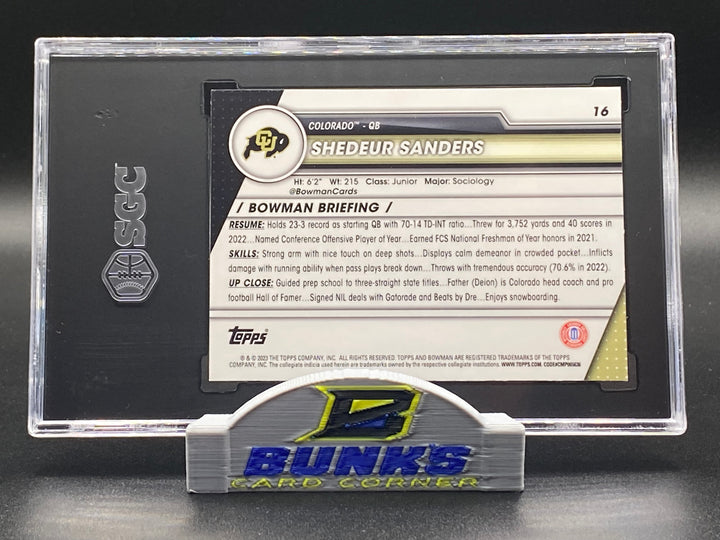 SGC
16
COLORADO™ - QB
SHEDEUR SANDERS
Ht: 6'2" Wt: 215 Class: Junior Major: Sociology
@BowmanCards
/ BOWMAN BRIEFING /
RESUME: Holds 23-3 record as starting QB with 70-14 TD-INT ratio...Threw for 3,752 yards and 40 scores in
2022...Named Conference Offensive Player of Year...Earned FCS National Freshman of Year honors in 2021.
SKILLS: Strong arm with nice touch on deep shots...Displays calm demeanor in crowded pocket...Inflicts
damage with running ability when pass plays break down...Throws with tremendous accuracy (70.6% in 2022).
UP CLOSE: Guided prep school to three-straight state titles...Father (Deion) is Colorado head coach and pro
football Hall of Famer...Signed NIL deals with Gatorade and Beats by Dre...Enjoys snowboarding.
topps
® & © 2023 THE TOPPS COMPANY, INC. ALL RIGHTS RESERVED. TOPPS AND BOWMAN ARE REGISTERED TRADEMARKS OF THE TOPPS
COMPANY, INC. The collegiate indicia used herein are trademarks owned by the respective collegiate institutions. WWW.TOPPS.COM.
BUNK'S
CARD CORNER